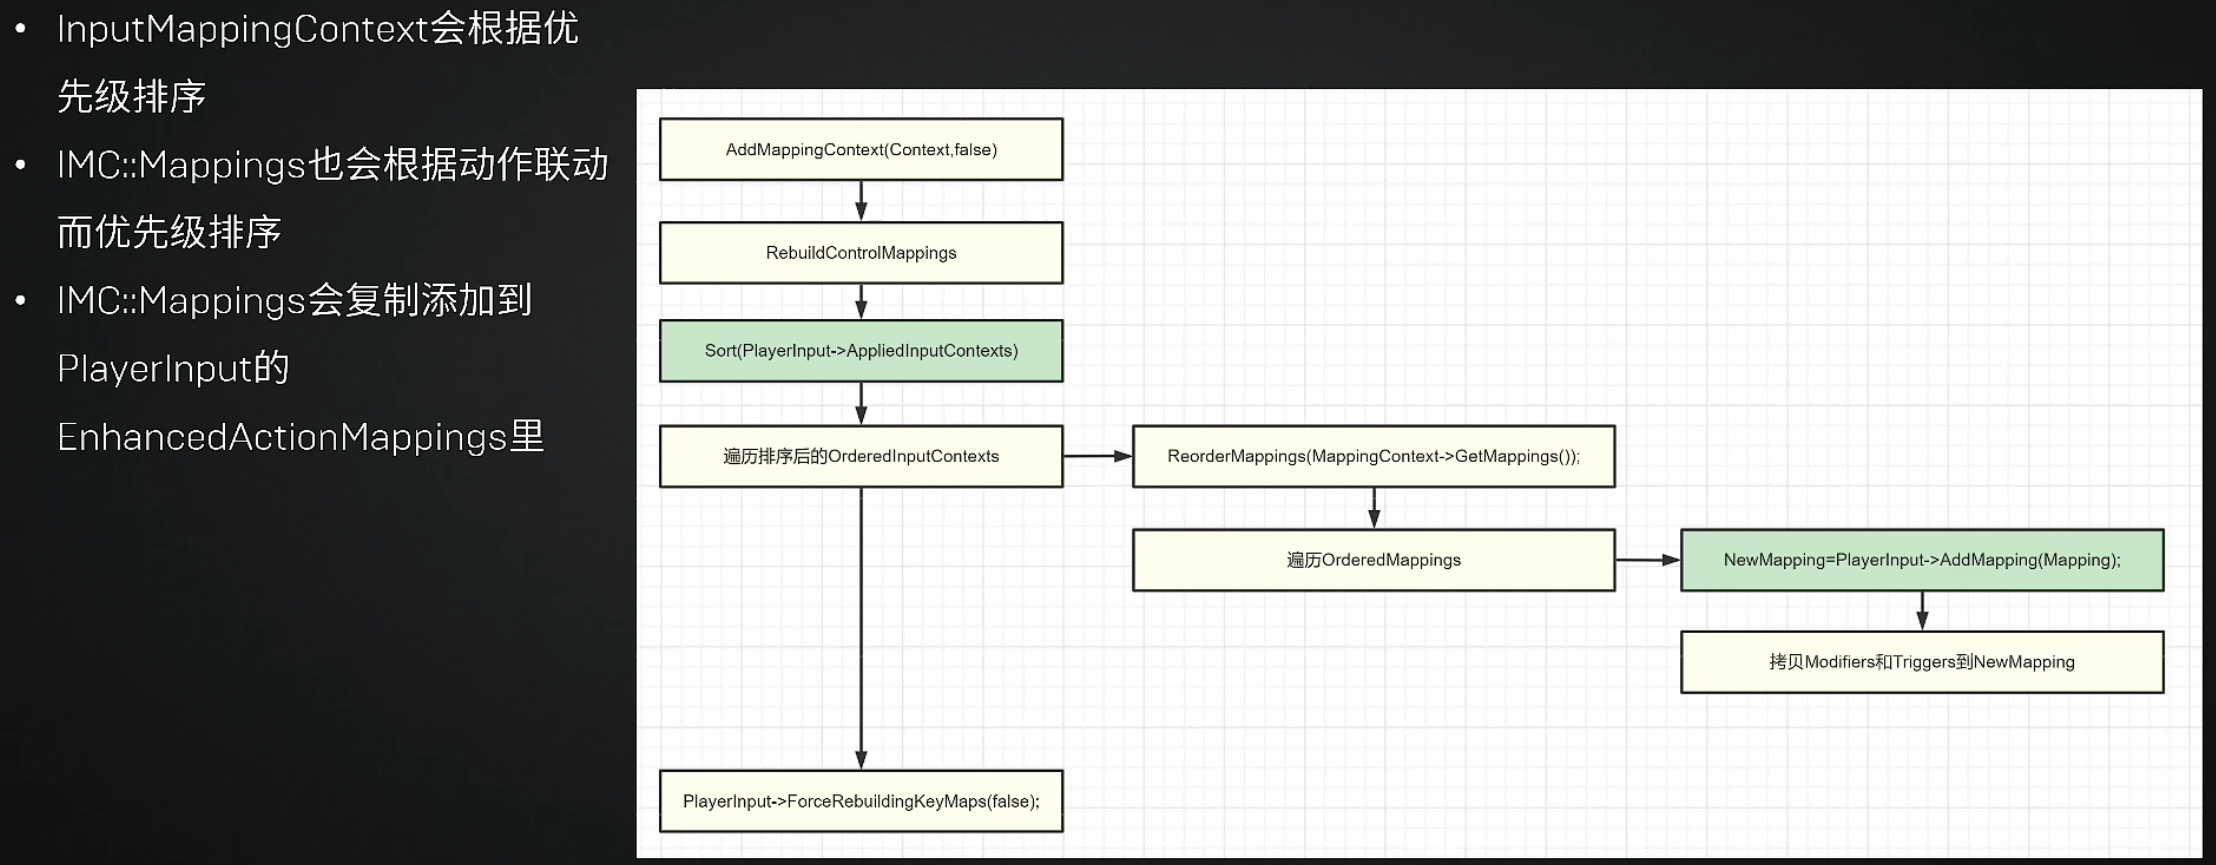 • InputMappingContext会根据优
先级排序
• IMC::Mappings也会根据动作联动
而优先级排序
• IMC::Mappings会复制添加到
PlayerInput的
EnhancedActionMappings里
AddMappingContext(Context,false)
RebuildControlMappings
Sort(PlayerInput->AppliedInputContexts)
遍历排序后的OrderedInputContexts
ReorderMappings(MappingContext->GetMappings());
遍历OrderedMappings
NewMapping=PlayerInput->AddMapping(Mapping);
拷贝Modifiers和Triggers到NewMapping
PlayerInput->ForceRebuildingKeyMaps(false);